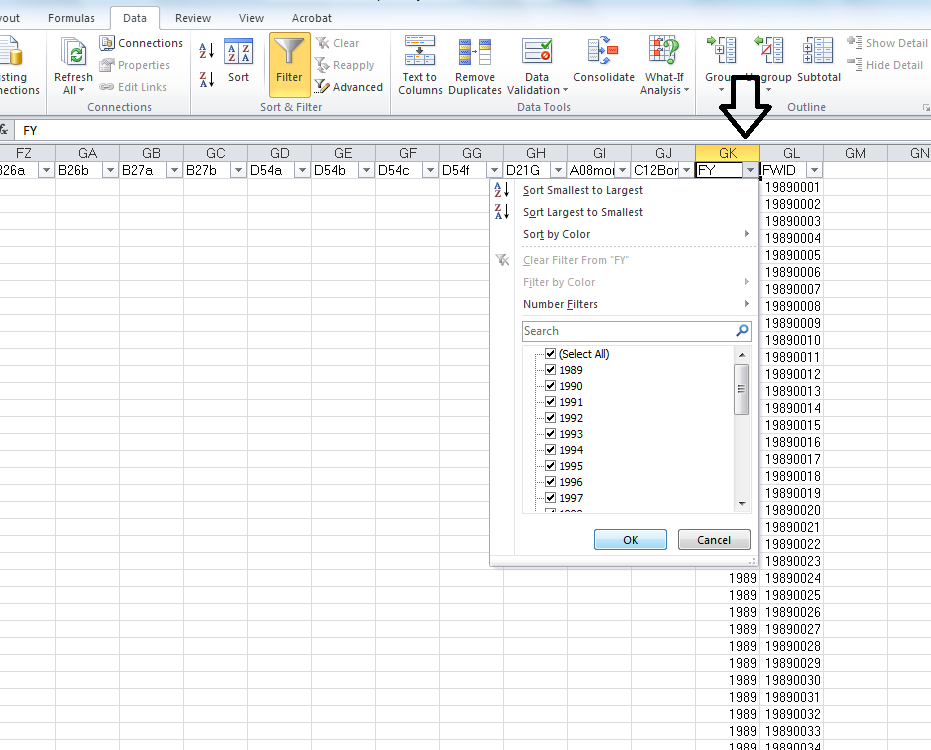 out Formulas Data Review View Acrobat
isting
nections
Refresh
All
Connections
Properties
Edit Links
Connections
A Z
Z A
A Z Z A
Sort
Filter
Clear
Reapply
Advanced
Sort & Filter
Text to
Columns
Remove
Duplicates
Data
Validation
Consolidate
What-If
Analysis
Data Tools
Group
group
Subtotal
Show Detail
Hide Detail
Outline
fx FY
FZ GA GB GC GD GE GF GG GH GI GJ GK GL GM GN
B26a B26b B27a B27b D54a D54b D54c D54f D21G A08mo C12Bor FY FWID
Sort Smallest to Largest
Sort Largest to Smallest
Sort by Color
Clear Filter From "FY"
Filter by Color
Number Filters
Search
(Select All)
1989
1990
1991
1992
1993
1994
1995
1996
1997
OK Cancel
19890001
19890002
19890003
19890004
19890005
19890006
19890007
19890008
19890009
19890010
19890011
19890012
19890013
19890014
19890015
19890016
19890017
19890018
19890019
19890020
19890021
19890022
19890023
1989 19890024
1989 19890025
1989 19890026
1989 19890027
1989 19890028
1989 19890029
1989 19890030
1989 19890031
1989 19890032
1989 19890033
1989 19890034